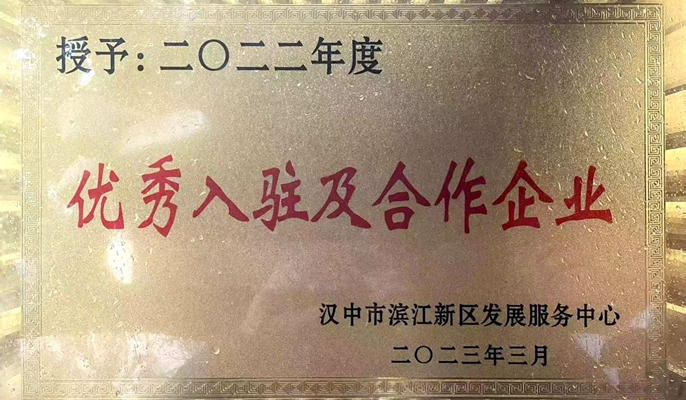 授予:二〇二二年度
优秀入驻及合作企业
汉中市滨江新区发展服务中心
二〇二三年三月